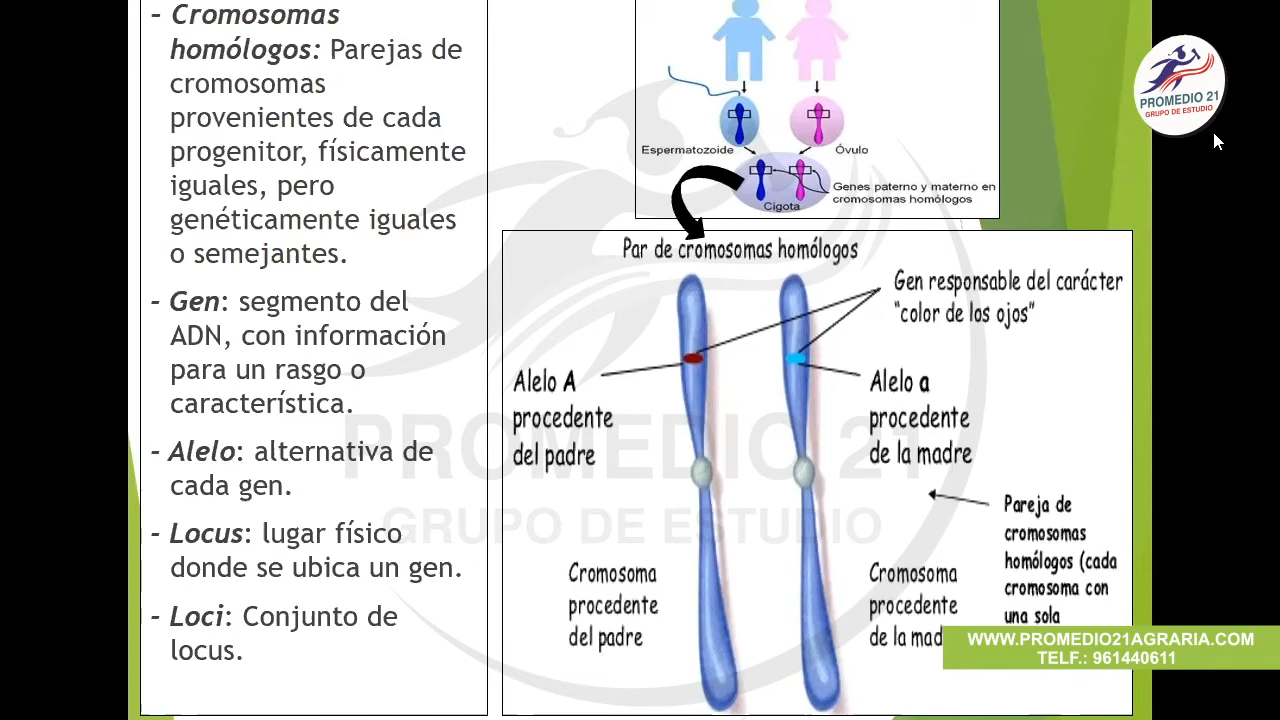 - Cromosomas
homólogos: Parejas de
cromosomas
provenientes de cada
progenitor, físicamente
iguales, pero
genéticamente iguales
o semejantes.
- Gen: segmento del
ADN, con información
para un rasgo o
característica.
- Alelo: alternativa de
cada gen.
- Locus: lugar físico
donde se ubica un gen.
- Loci: Conjunto de
locus.
Espermatozoide
Óvulo
Genes paterno y materno en
cromosomas homólogos
Cigota
Par de cromosomas homólogos
Gen responsable del carácter
"color de los ojos"
Alelo A
procedente
del padre
Alelo a
procedente
de la madre
Pareja de
cromosomas
homólogos (cada
cromosoma con
una sola
Cromosoma
procedente
del padre
Cromosoma
procedente
de la mad
PROMEDIO 21
GRUPO DE ESTUDIO
PROMEDIO 21
GRUPO DE ESTUDIO
WWW.PROMEDIO21AGRARIA.COM
TELF.: 961440611